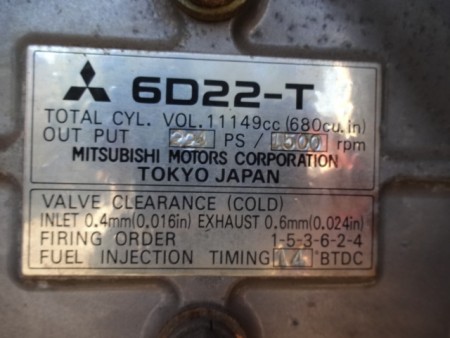 6D22-T
TOTAL CYL. VOL. 11149cc (680cu.in)
OUT PUT PS / 1500 rpm
MITSUBISHI MOTORS CORPORATION
TOKYO JAPAN
VALVE CLEARANCE (COLD)
INLET 0.4mm(0.016in) EXHAUST 0.6mm(0.024in)
FIRING ORDER 1-5-3-6-2-4
FUEL INJECTION TIMING 14 °BTDC